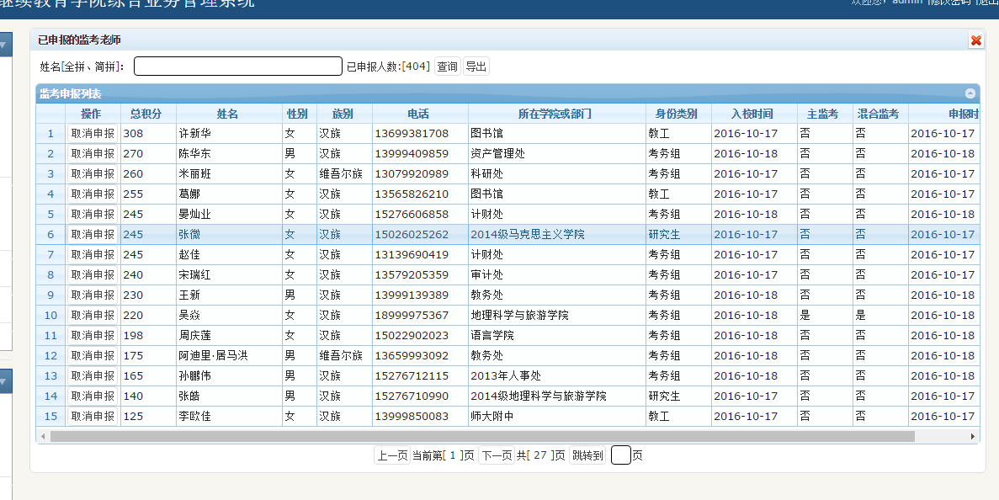 继续教育学院综合业务管理系统
欢迎您，admin |修改密码 |退出
已申报的监考老师
姓名[全拼、简拼]： 已申报人数:[404] 查询 导出
监考申报列表
操作 总积分 姓名 性别 族别 电话 所在学院或部门 身份类别 入校时间 主监考 混合监考 申报时
1 取消申报 308 许新华 女 汉族 13699381708 图书馆 教工 2016-10-17 否 否 2016-10-17
2 取消申报 270 陈华东 男 汉族 13999409859 资产管理处 考务组 2016-10-18 否 否 2016-10-18
3 取消申报 260 米丽班 女 维吾尔族 13079920989 科研处 考务组 2016-10-17 否 否 2016-10-17
4 取消申报 255 葛娜 女 汉族 13565826210 图书馆 教工 2016-10-17 否 否 2016-10-17
5 取消申报 245 晏灿业 女 汉族 15276606858 计财处 考务组 2016-10-18 否 否 2016-10-18
6 取消申报 245 张微 女 汉族 15026025262 2014级马克思主义学院 研究生 2016-10-17 否 否 2016-10-17
7 取消申报 245 赵佳 女 汉族 13139690419 计财处 考务组 2016-10-17 否 否 2016-10-17
8 取消申报 240 宋瑞红 女 汉族 13579205359 审计处 考务组 2016-10-17 否 否 2016-10-17
9 取消申报 230 王新 男 汉族 13999139389 教务处 考务组 2016-10-18 否 否 2016-10-18
10 取消申报 220 吴焱 女 汉族 18999975367 地理科学与旅游学院 考务组 2016-10-18 是 是 2016-10-18
11 取消申报 198 周庆莲 女 汉族 15022902023 语言学院 考务组 2016-10-18 否 否 2016-10-18
12 取消申报 175 阿迪里·居马洪 男 维吾尔族 13659993092 教务处 考务组 2016-10-18 否 否 2016-10-18
13 取消申报 165 孙鹏伟 男 汉族 15276712115 2013年人事处 考务组 2016-10-18 否 否 2016-10-18
14 取消申报 140 张皓 男 汉族 15276710990 2014级地理科学与旅游学院 研究生 2016-10-17 否 否 2016-10-17
15 取消申报 125 李欧佳 女 汉族 13999850083 师大附中 教工 2016-10-17 否 否 2016-10-17
上一页 当前第[ 1 ]页 下一页 共[ 27 ]页 跳转到 页